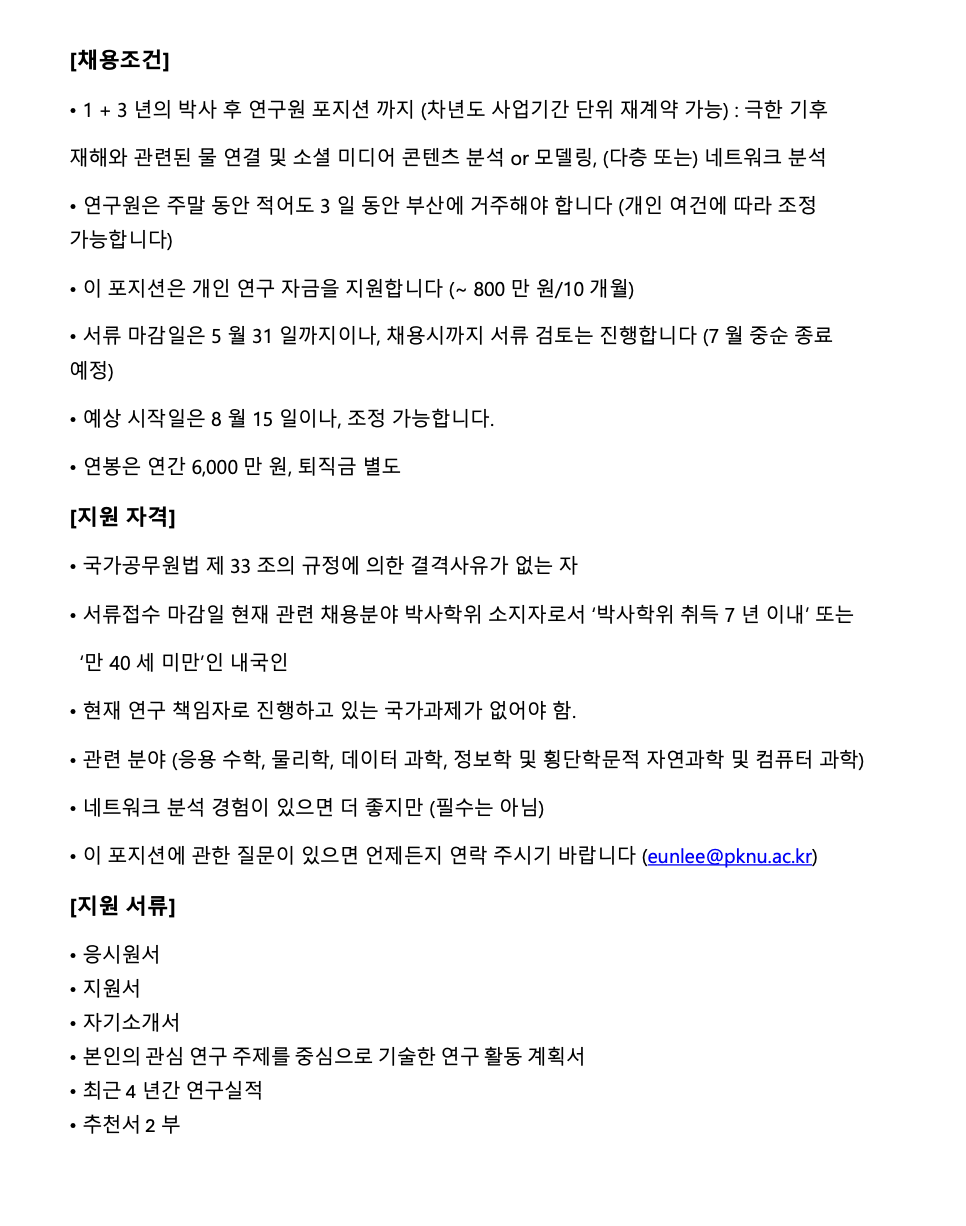 [채용조건]
• 1 + 3 년의 박사 후 연구원 포지션 까지 (차년도 사업기간 단위 재계약 가능) : 극한 기후
재해와 관련된 물 연결 및 소셜 미디어 콘텐츠 분석 or 모델링, (다층 또는) 네트워크 분석
• 연구원은 주말 동안 적어도 3 일 동안 부산에 거주해야 합니다 (개인 여건에 따라 조정
가능합니다)
• 이 포지션은 개인 연구 자금을 지원합니다 (~ 800 만 원/10 개월)
• 서류 마감일은 5 월 31 일까지이나, 채용시까지 서류 검토는 진행합니다 (7 월 중순 종료
예정)
• 예상 시작일은 8 월 15 일이나, 조정 가능합니다.
• 연봉은 연간 6,000 만 원, 퇴직금 별도
[지원 자격]
• 국가공무원법 제 33 조의 규정에 의한 결격사유가 없는 자
• 서류접수 마감일 현재 관련 채용분야 박사학위 소지자로서 ‘박사학위 취득 7 년 이내’ 또는
‘만 40 세 미만’인 내국인
• 현재 연구 책임자로 진행하고 있는 국가과제가 없어야 함.
• 관련 분야 (응용 수학, 물리학, 데이터 과학, 정보학 및 횡단학문적 자연과학 및 컴퓨터 과학)
• 네트워크 분석 경험이 있으면 더 좋지만 (필수는 아님)
• 이 포지션에 관한 질문이 있으면 언제든지 연락 주시기 바랍니다 (eunlee@pknu.ac.kr)
[지원 서류]
• 응시원서
• 지원서
• 자기소개서
• 본인의 관심 연구 주제를 중심으로 기술한 연구 활동 계획서
• 최근 4 년간 연구실적
• 추천서 2 부